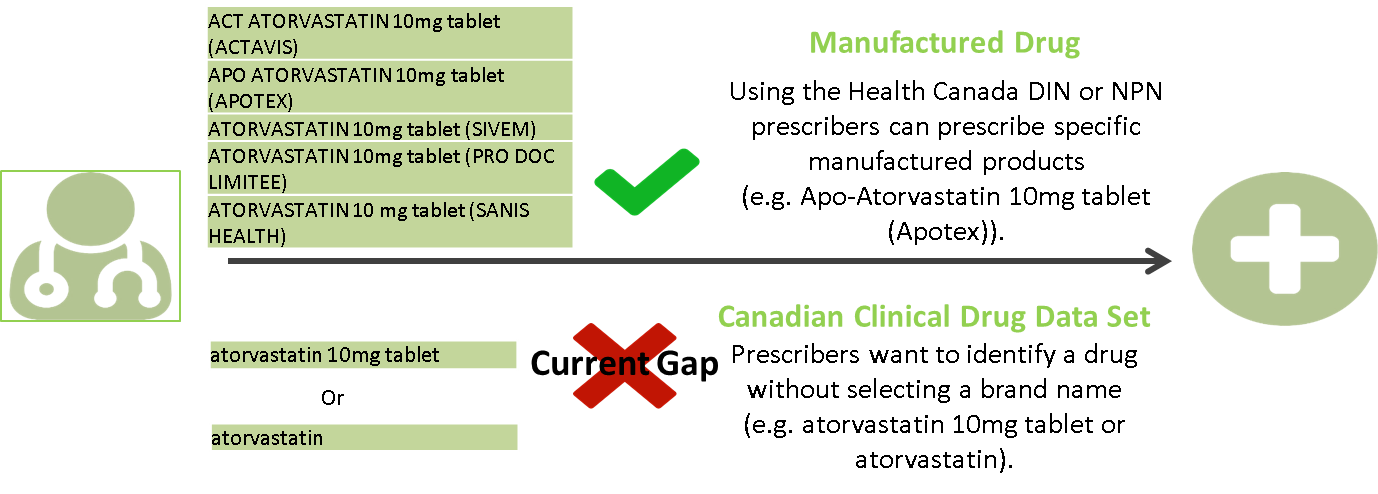 ACT ATORVASTATIN 10mg tablet
(ACTAVIS)
APO ATORVASTATIN 10mg tablet
(APOTEX)
ATORVASTATIN 10mg tablet (SIVEM)
ATORVASTATIN 10mg tablet (PRO DOC
LIMITEE)
ATORVASTATIN 10 mg tablet (SANIS
HEALTH)
Manufactured Drug
Using the Health Canada DIN or NPN
prescribers can prescribe specific
manufactured products
(e.g. Apo-Atorvastatin 10mg tablet
(Apotex)).
atorvastatin 10mg tablet
Or
atorvastatin
Current Gap
Canadian Clinical Drug Data Set
Prescribers want to identify a drug
without selecting a brand name
(e.g. atorvastatin 10mg tablet or
atorvastatin).